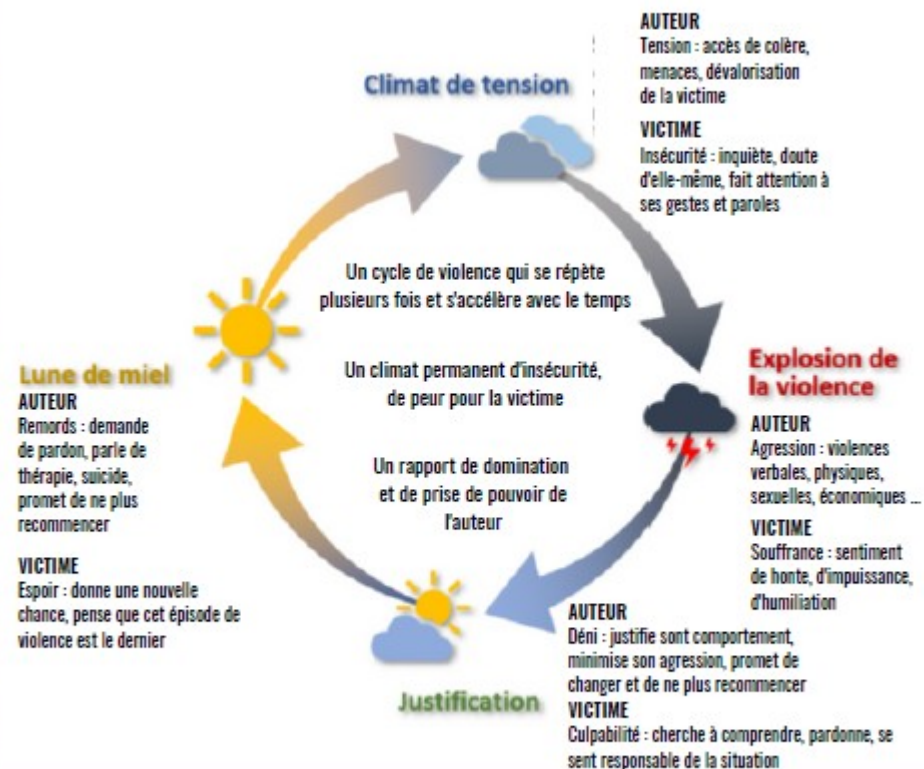 Climat de tension
AUTEUR
Tension : accès de colère,
menaces, dévalorisation
de la victime
VICTIME
Insécurité : inquiète, doute
d'elle-même, fait attention à
ses gestes et paroles
Un cycle de violence qui se répète
plusieurs fois et s'accélère avec le temps
Un climat permanent d'insécurité,
de peur pour la victime
Un rapport de domination
et de prise de pouvoir de
l'auteur
Explosion de
la violence
AUTEUR
Agression : violences
verbales, physiques,
sexuelles, économiques ...
VICTIME
Souffrance : sentiment
de honte, d'impuissance,
d'humiliation
Justification
AUTEUR
Déni : justifie sont comportement,
minimise son agression, promet de
changer et de ne plus recommencer
VICTIME
Culpabilité : cherche à comprendre, pardonne, se
sent responsable de la situation
Lune de miel
AUTEUR
Remords : demande
de pardon, parle de
thérapie, suicide,
promet de ne plus
recommencer
VICTIME
Espoir : donne une nouvelle
chance, pense que cet épisode de
violence est le dernier